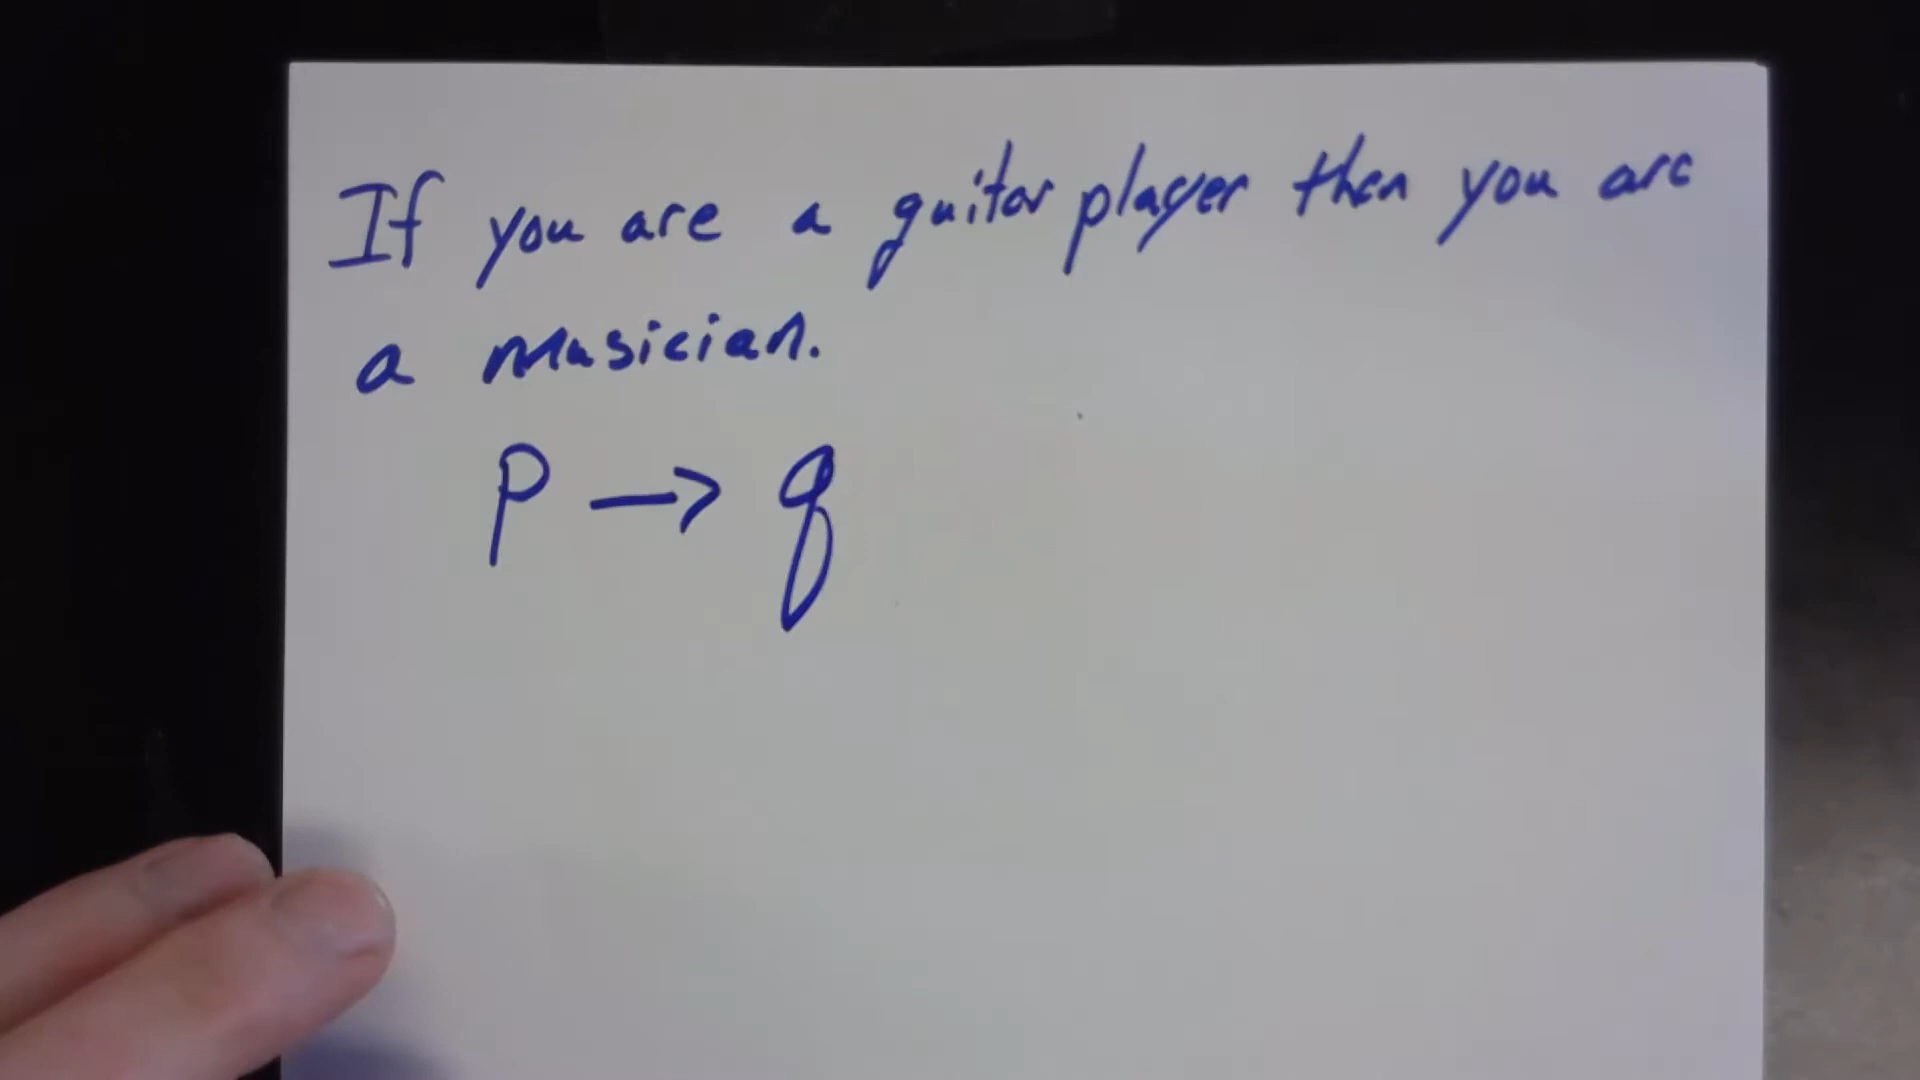 If you are a guitar player then you are
a musician.
p → q